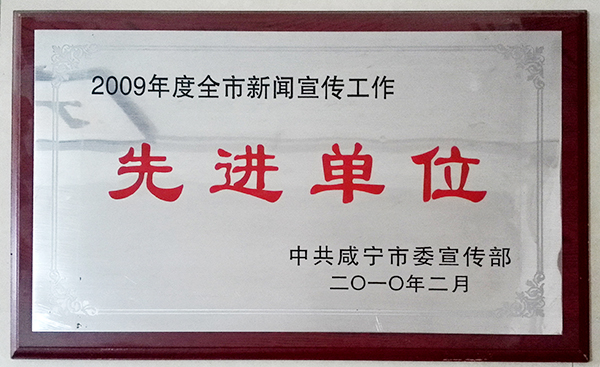 2009年度全市新闻宣传工作
先进单位
中共咸宁市委宣传部
二〇一〇年二月